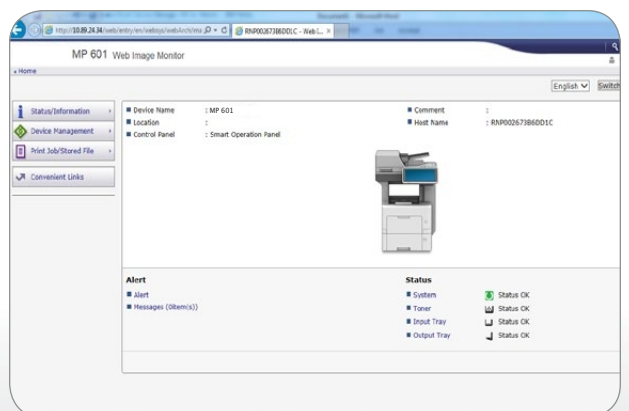 http://10.89.24.34/web/entry/en/websys/webArch/ma
RNP002673B6DD1C - Web I... ×
MP 601 Web Image Monitor
Home
English Switch
Status/Information
Device Management
Print Job/Stored File
Convenient Links
Device Name : MP 601 Comment :
Location : Host Name : RNP002673B6DD1C
Control Panel : Smart Operation Panel
Alert Status
Alert System Status OK
Messages (0item(s)) Toner Status OK
Input Tray Status OK
Output Tray Status OK